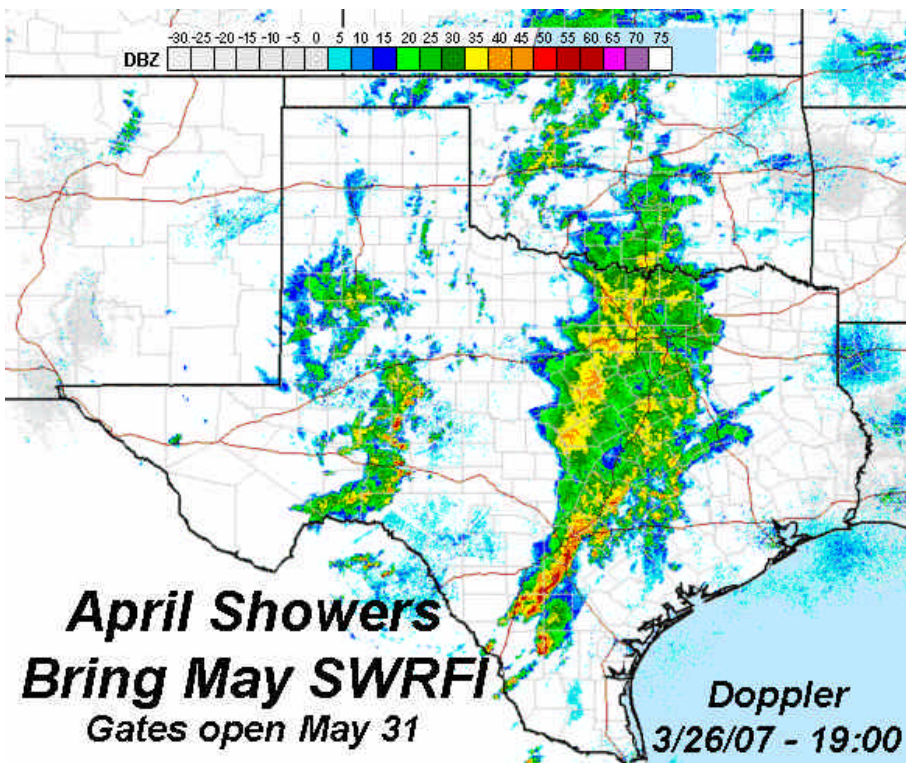 DBZ -30 -25 -20 -15 -10 -5 0 5 10 15 20 25 30 35 40 45 50 55 60 65 70 75
April Showers
Bring May SWRFI
Gates open May 31
Doppler
3/26/07 - 19:00